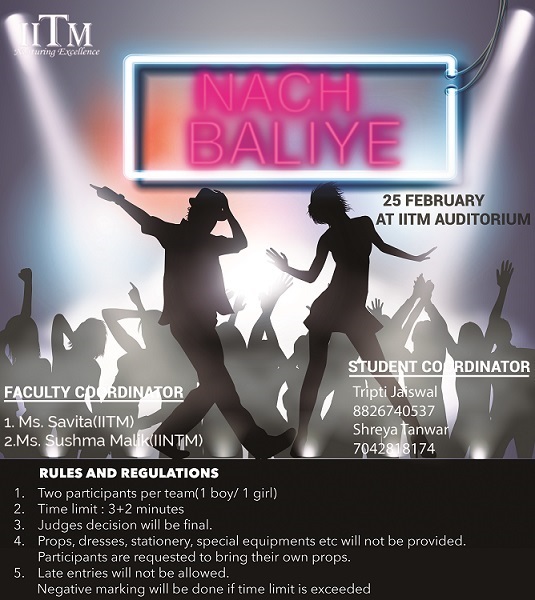 IITM
Nurturing Excellence
NACH
BALIYE
25 FEBRUARY
AT IITM AUDITORIUM
STUDENT COORDINATOR
Tripti Jaiswal
8826740537
Shreya Tanwar
7042818174
FACULTY COORDINATOR
1. Ms. Savita(IITM)
2.Ms. Sushma Malik(IINTM)
RULES AND REGULATIONS
1. Two participants per team(1 boy/ 1 girl)
2. Time limit : 3+2 minutes
3. Judges decision will be final.
4. Props, dresses, stationery, special equipments etc will not be provided.
Participants are requested to bring their own props.
5. Late entries will not be allowed.
Negative marking will be done if time limit is exceeded